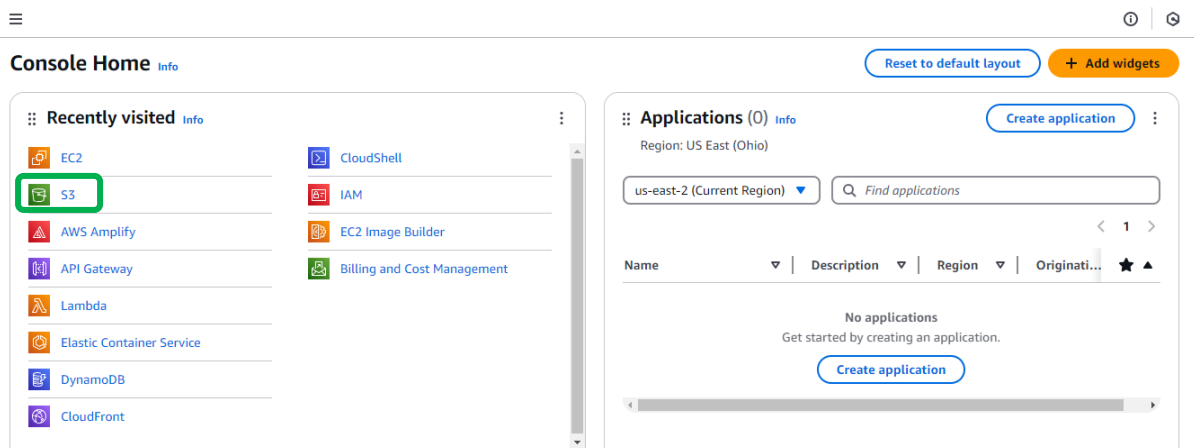 Console Home Info
Reset to default layout
+ Add widgets
Recently visited Info
EC2
S3
AWS Amplify
API Gateway
Lambda
Elastic Container Service
DynamoDB
CloudFront
CloudShell
IAM
EC2 Image Builder
Billing and Cost Management
Applications (0) Info
Create application
Region: US East (Ohio)
us-east-2 (Current Region)
Find applications
1
Name Description Region Originati...
No applications
Get started by creating an application.
Create application